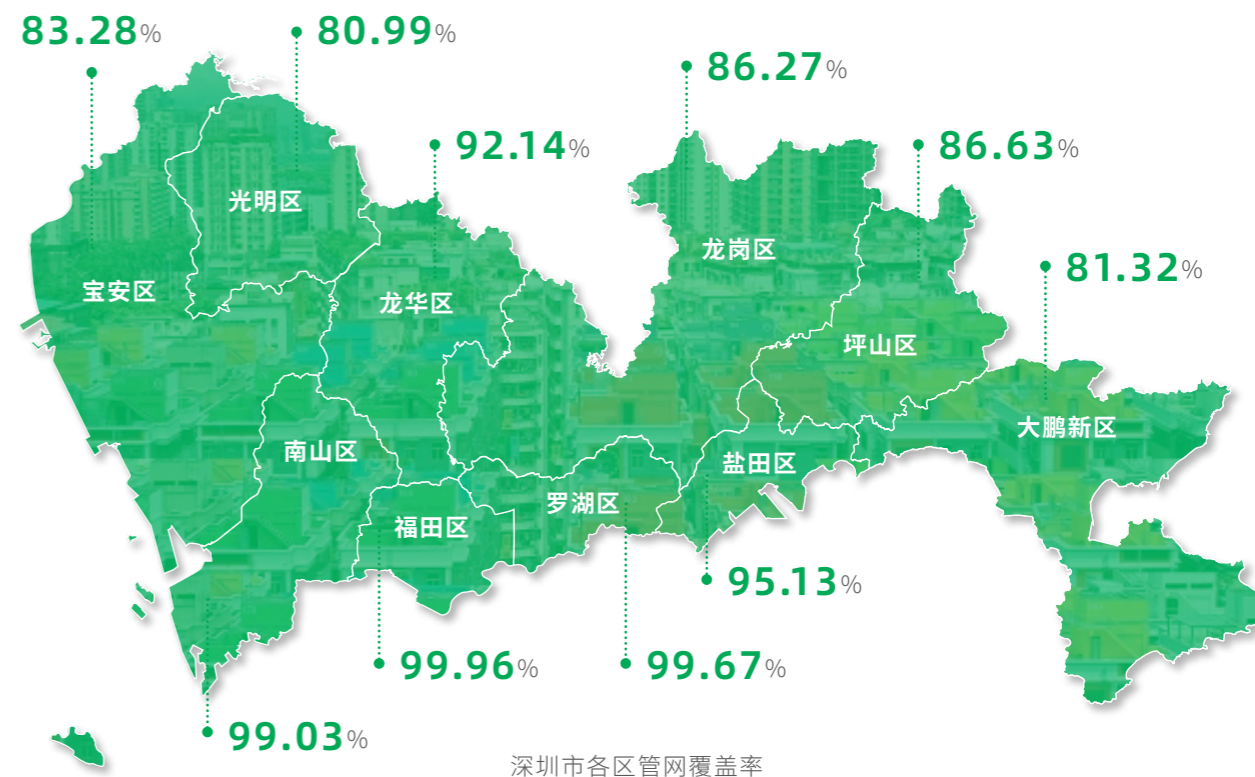 83.28%
80.99%
86.27%
92.14%
86.63%
光明区
龙岗区
81.32%
宝安区
龙华区
坪山区
大鹏新区
南山区
盐田区
罗湖区
福田区
95.13%
99.96%
99.67%
99.03%
深圳市各区管网覆盖率